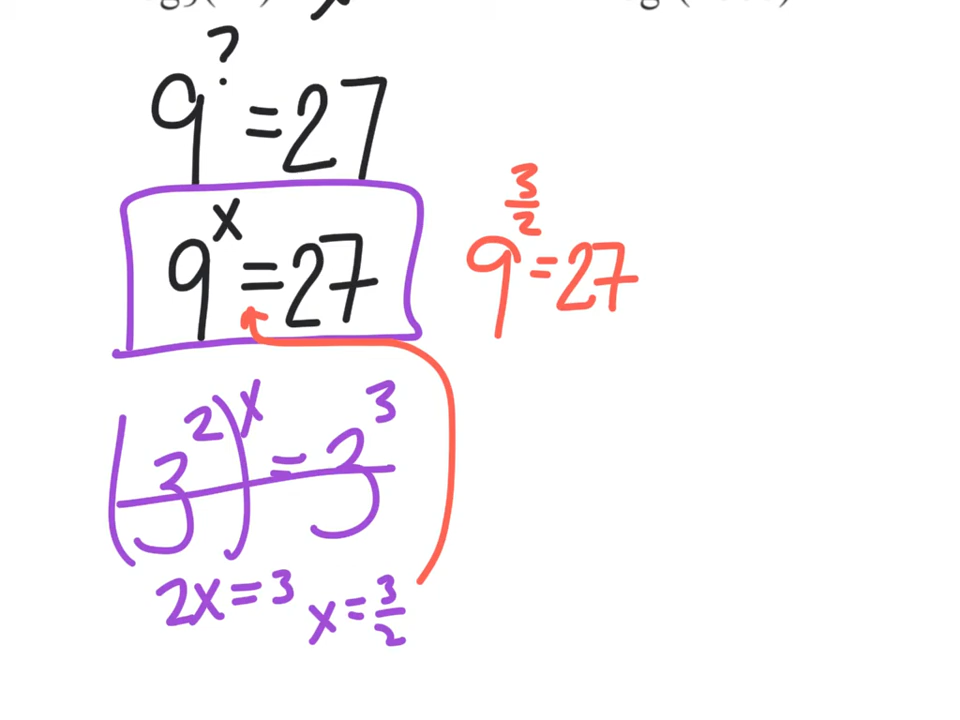 9^? = 27
9^x = 27
9^(3/2) = 27
(3^2)^x = 3^3
2x = 3 x = 3/2